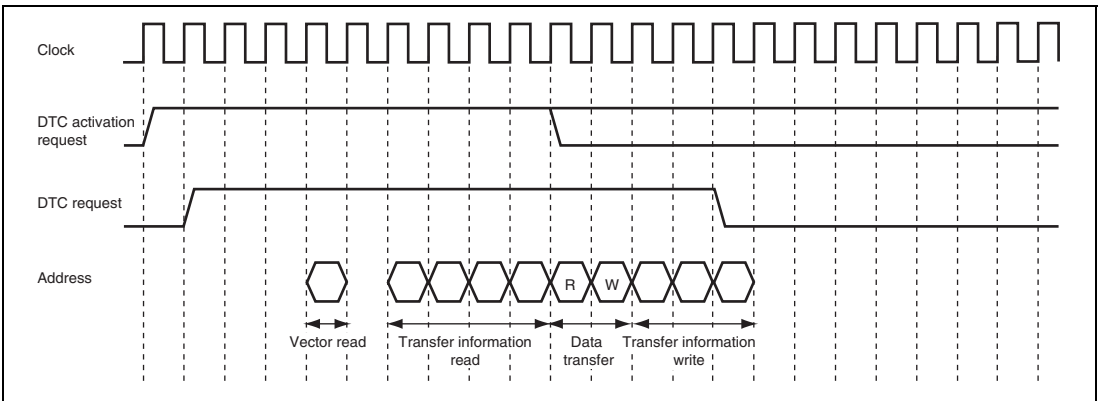 Clock
DTC activation
request
DTC request
Address
R W
Vector read
Transfer information
read
Data
transfer
Transfer information
write